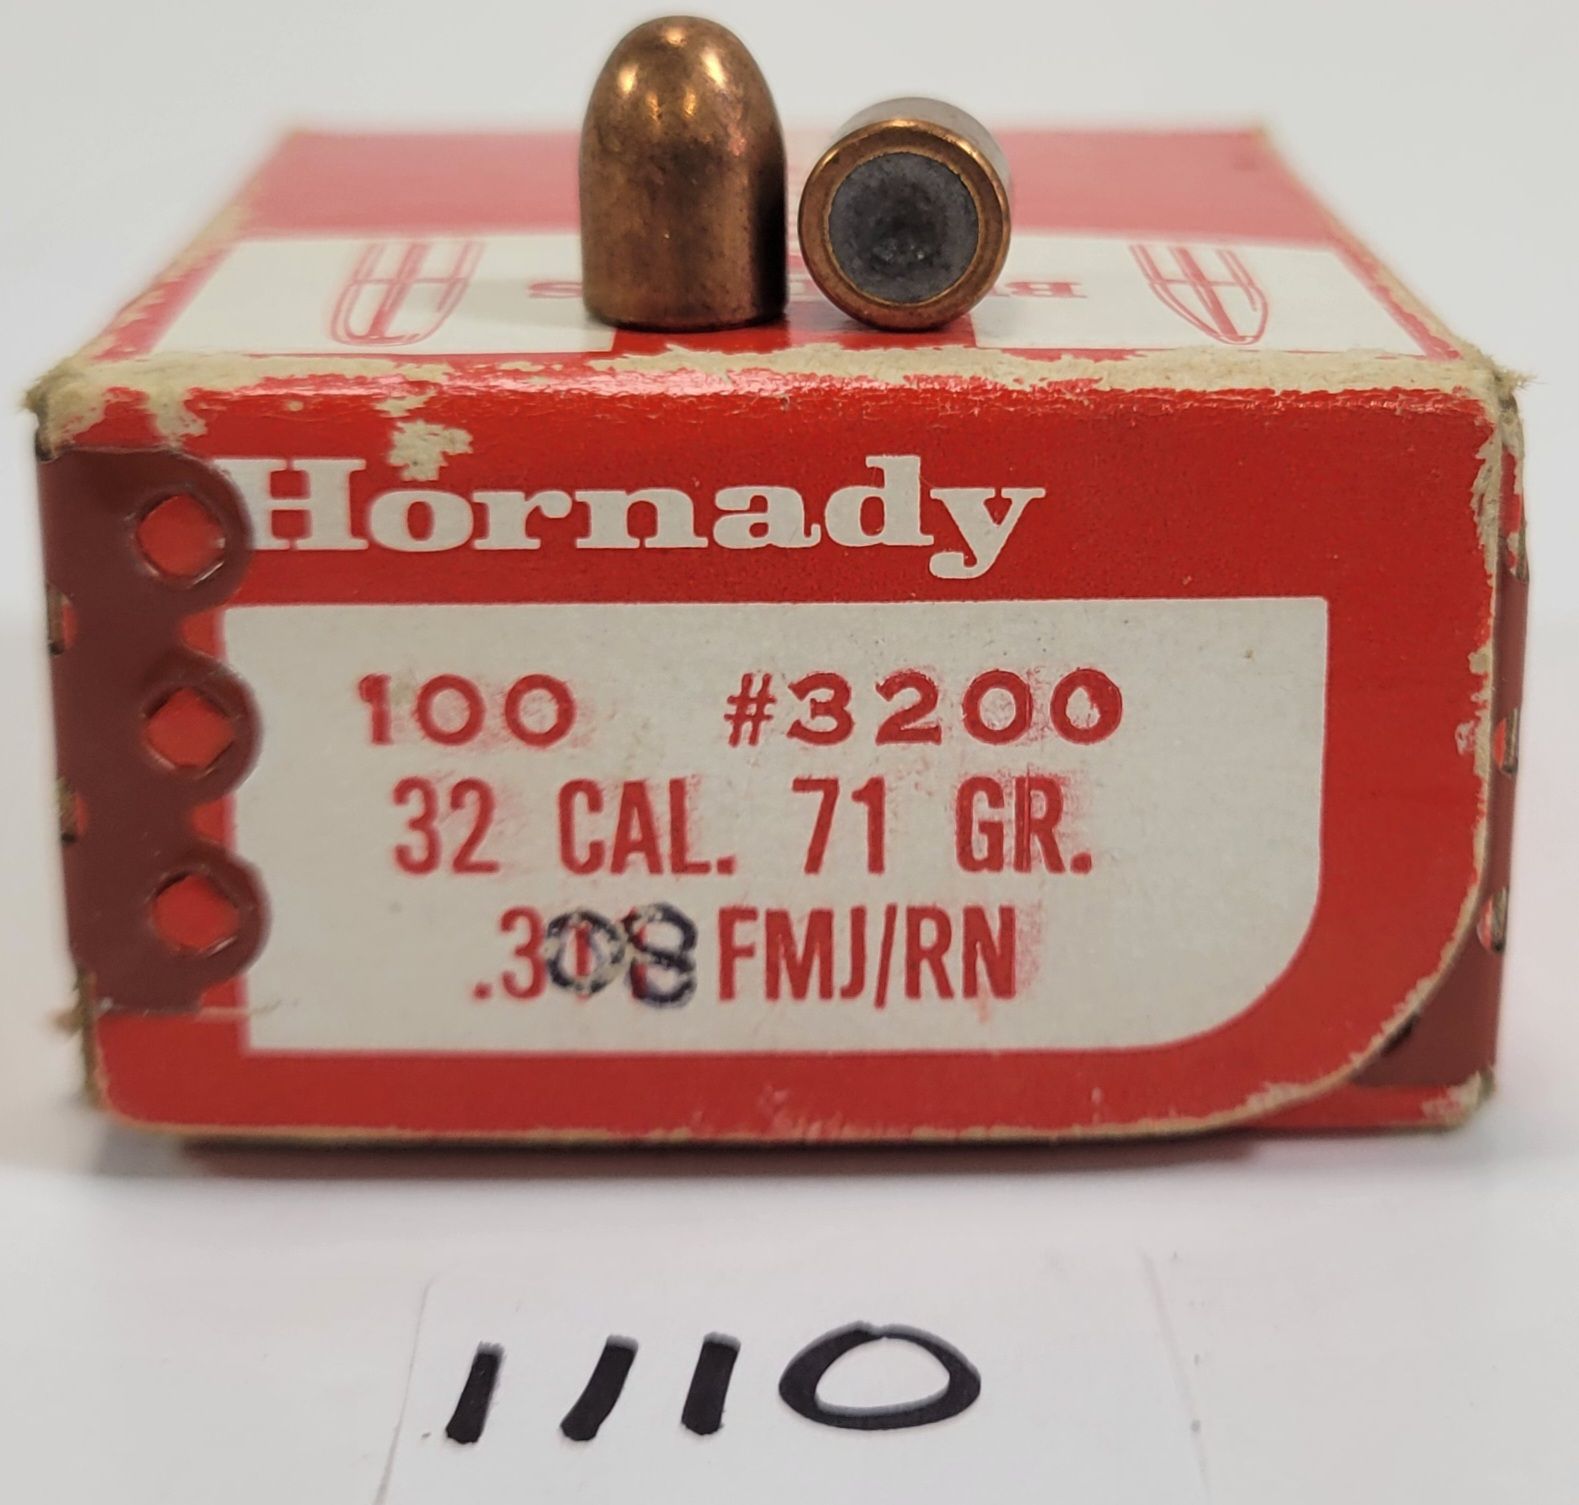 Hornady
100 #3200
32 CAL. 71 GR.
.308 FMJ/RN
1110